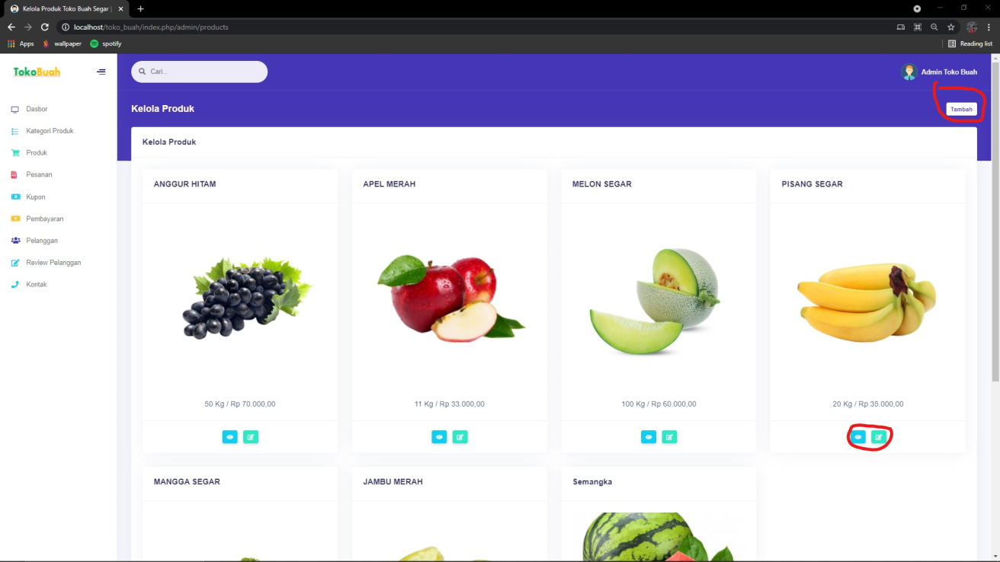 Kelola Produk Toko Buah Segar |
localhost/toko_buah/index.php/admin/products
Apps wallpaper spotify Reading list
TokoBuah
Cari...
Admin Toko Buah
Dasbor
Kategori Produk
Produk
Pesanan
Kupon
Pembayaran
Pelanggan
Review Pelanggan
Kontak
Kelola Produk
Tambah
Kelola Produk
ANGGUR HITAM
50 Kg / Rp 70.000,00
APEL MERAH
11 Kg / Rp 33.000,00
MELON SEGAR
100 Kg / Rp 60.000,00
PISANG SEGAR
20 Kg / Rp 35.000,00
MANGGA SEGAR
JAMBU MERAH
Semangka